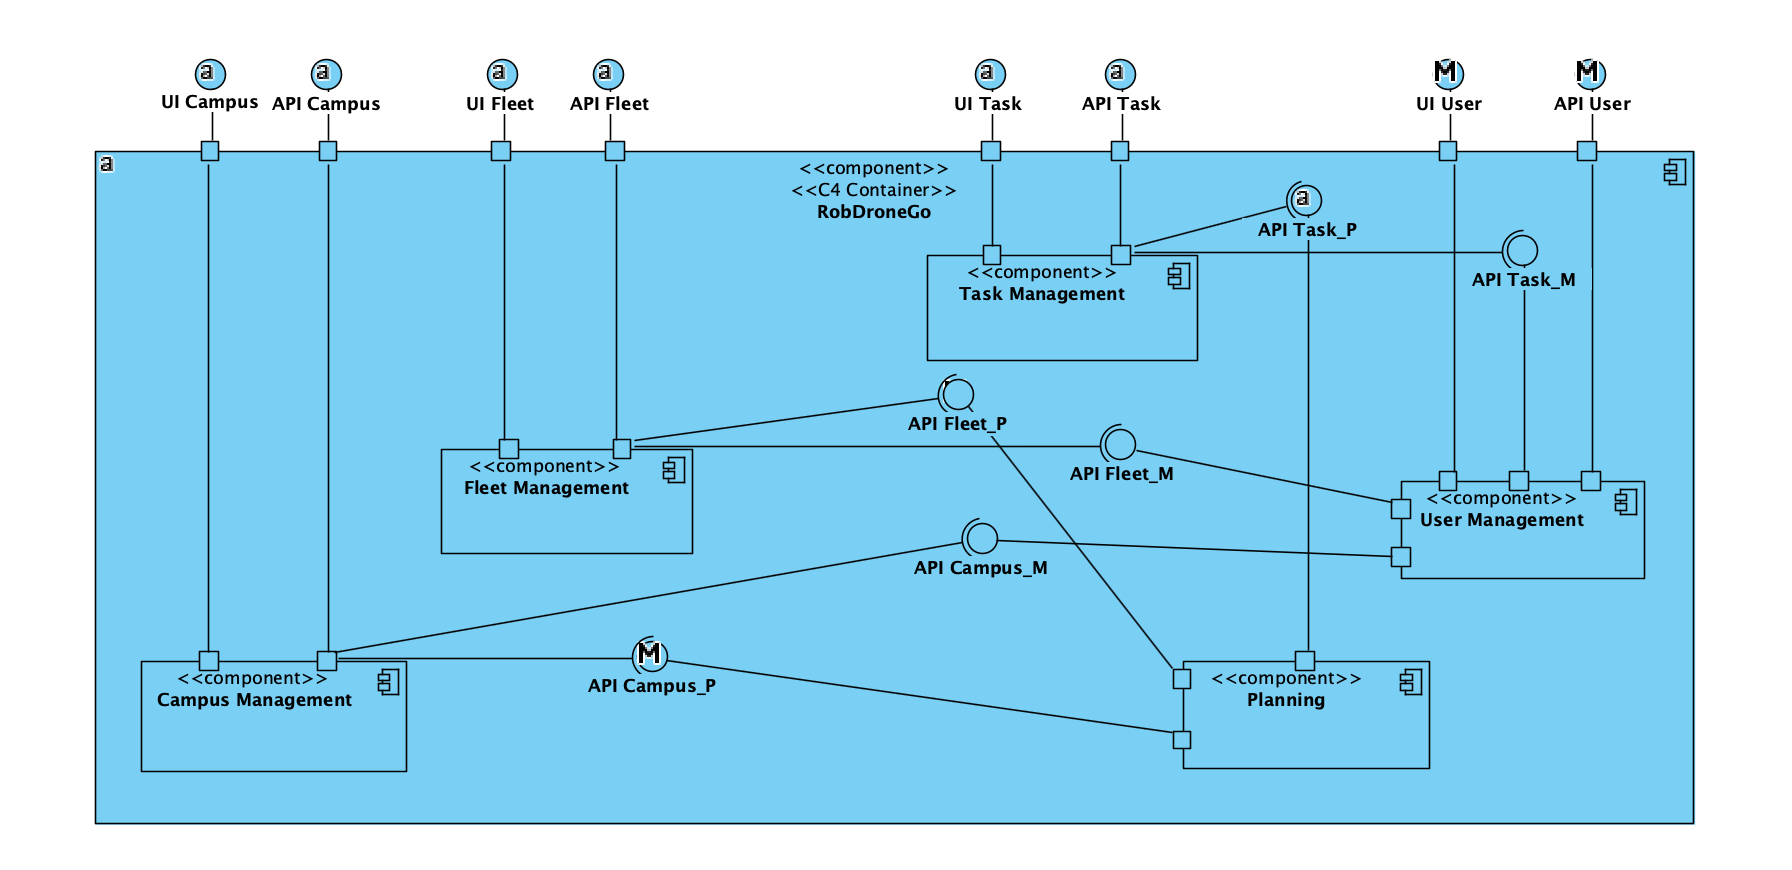 a
a
a
a
a
a
M
M
UI Campus
API Campus
UI Fleet
API Fleet
UI Task
API Task
UI User
API User
a
<<component>>
<<C4 Container>>
RobDroneGo
a
API Task_P
API Task_M
<<component>>
Task Management
API Fleet_P
API Fleet_M
<<component>>
Fleet Management
<<component>>
User Management
API Campus_M
M
API Campus_P
<<component>>
Campus Management
<<component>>
Planning